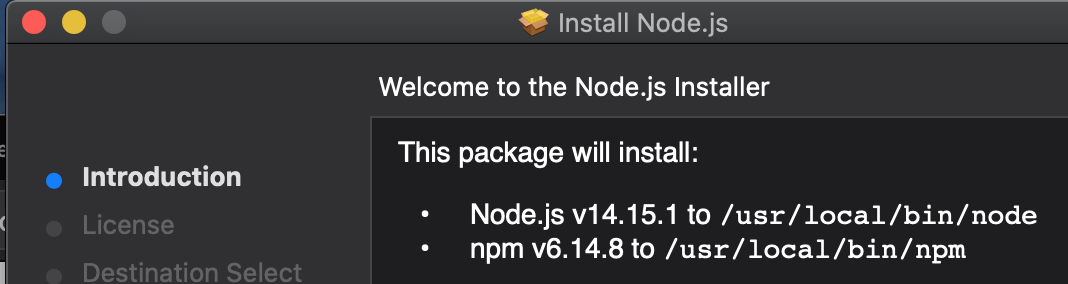 Install Node.js
Welcome to the Node.js Installer
This package will install:
Introduction
License
• Node.js v14.15.1 to /usr/local/bin/node
• npm v6.14.8 to /usr/local/bin/npm
Destination Select